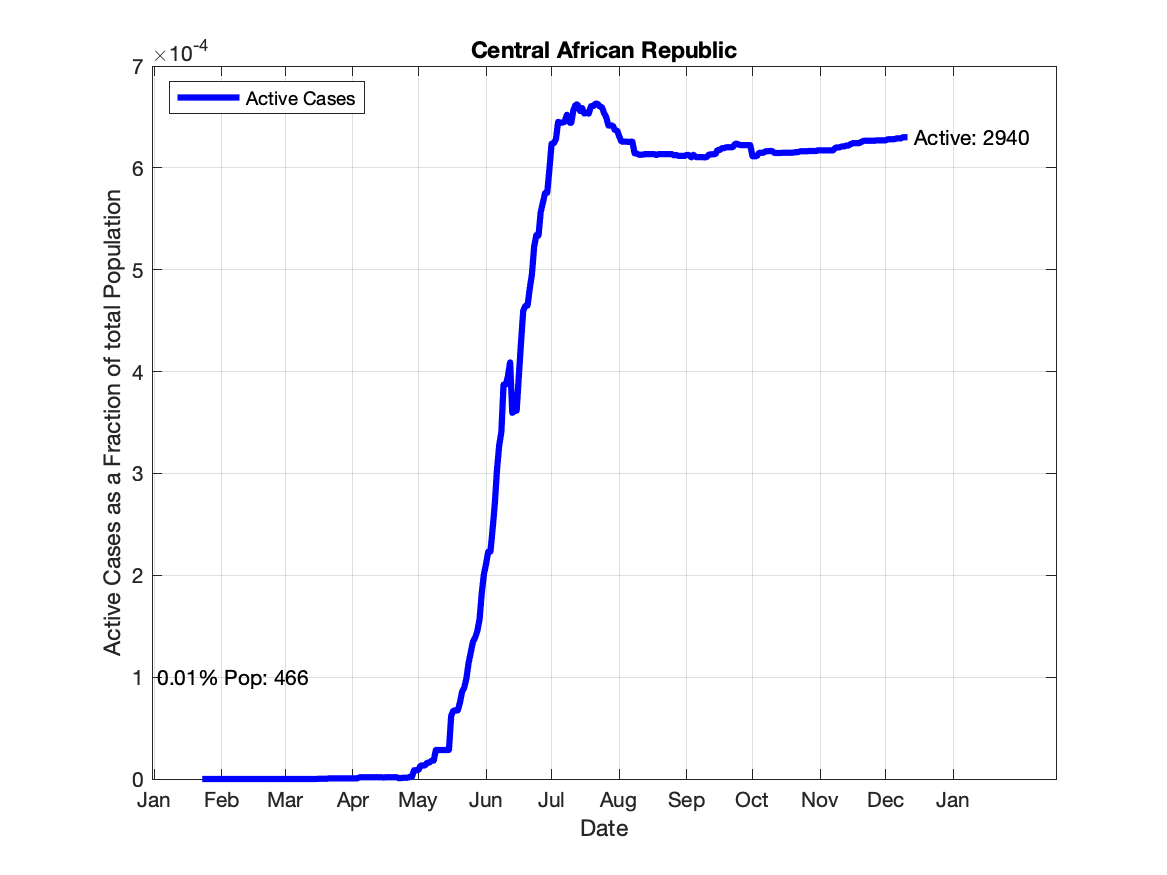 ×10⁻⁴
Central African Republic
Active Cases
Active: 2940
0.01% Pop: 466
Active Cases as a Fraction of total Population
7
6
5
4
3
2
1
0
Jan Feb Mar Apr May Jun Jul Aug Sep Oct Nov Dec Jan
Date